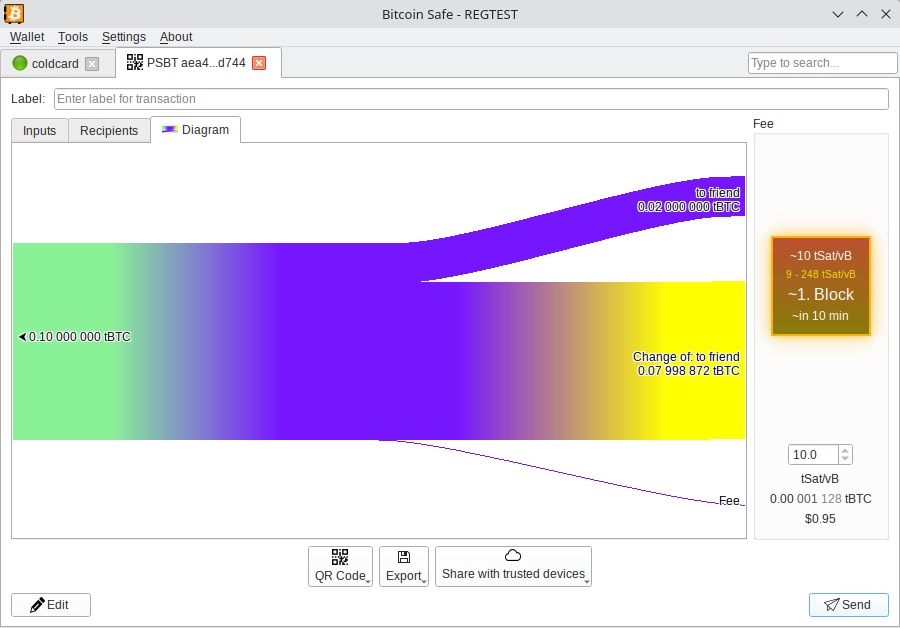 Bitcoin Safe - REGTEST
Wallet Tools Settings About
coldcard PSBT aea4...d744 Type to search...
Label: Enter label for transaction
Inputs Recipients Diagram Fee
to friend
0.02 000 000 tBTC
0.10 000 000 tBTC
Change of: to friend
0.07 998 872 tBTC
Fee
~10 tSat/vB
9 - 248 tSat/vB
~1. Block
~in 10 min
10.0
tSat/vB
0.00 001 128 tBTC
$0.95
QR Code Export Share with trusted devices
Edit Send